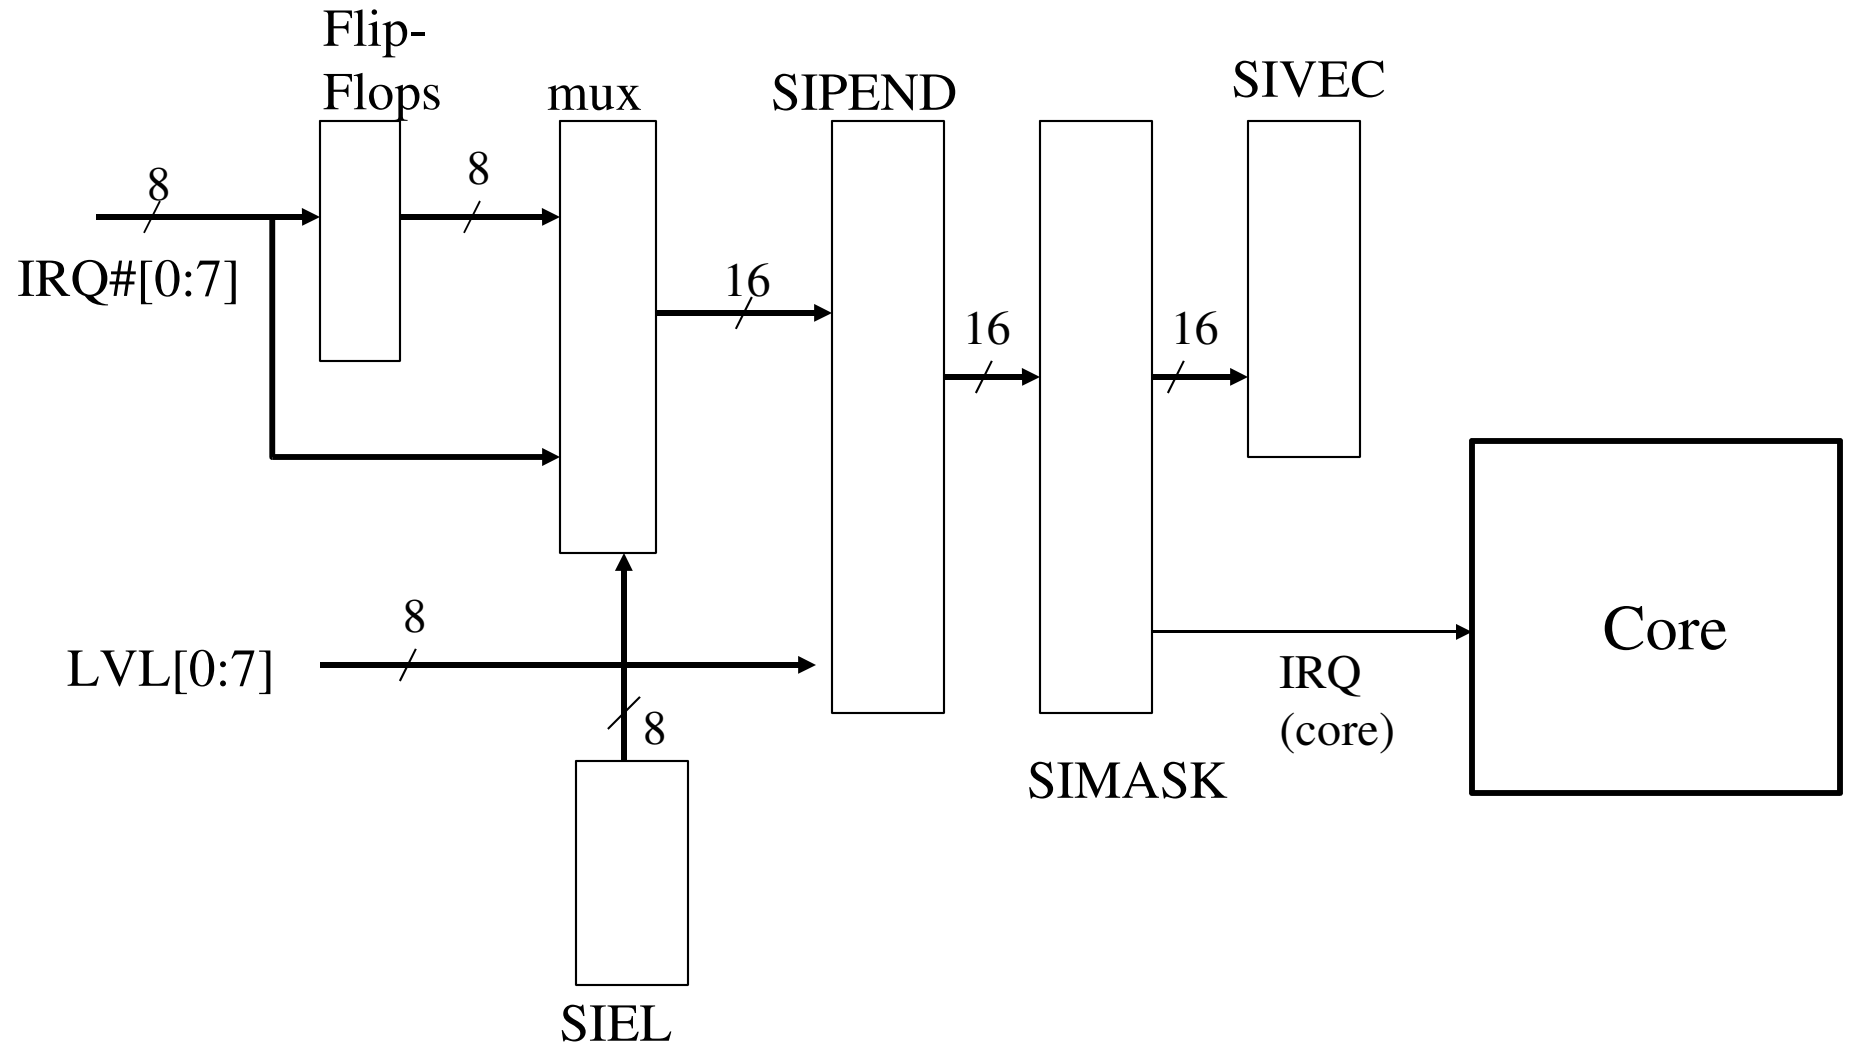 Flip-
Flops
mux
SIPEND
SIVEC
8
8
IRQ#[0:7]
16
16
16
LVL[0:7]
8
8
Core
IRQ
(core)
SIMASK
SIEL